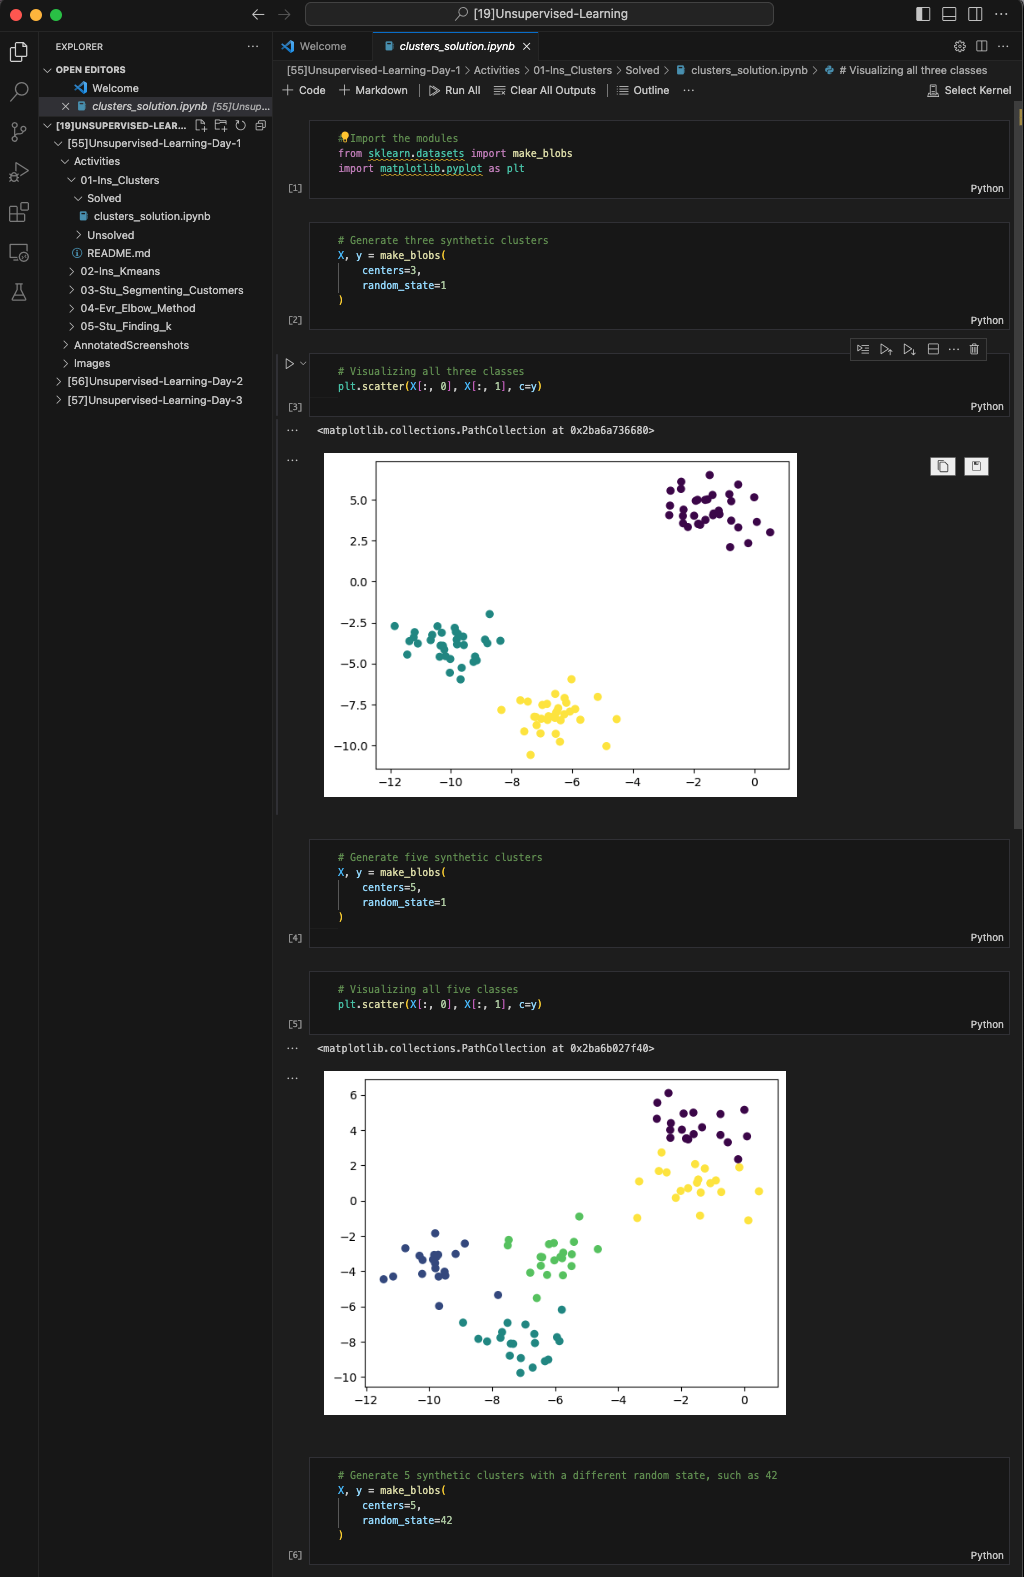 [19]Unsupervised-Learning
EXPLORER
OPEN EDITORS
Welcome
clusters_solution.ipynb [55]Unsup...
[19]UNSUPERVISED-LEAR...
[55]Unsupervised-Learning-Day-1
Activities
01-Ins_Clusters
Solved
clusters_solution.ipynb
Unsolved
README.md
02-Ins_Kmeans
03-Stu_Segmenting_Customers
04-Evr_Elbow_Method
05-Stu_Finding_k
AnnotatedScreenshots
Images
[56]Unsupervised-Learning-Day-2
[57]Unsupervised-Learning-Day-3
Welcome
clusters_solution.ipynb
[55]Unsupervised-Learning-Day-1 > Activities > 01-Ins_Clusters > Solved > clusters_solution.ipynb > # Visualizing all three classes
+ Code + Markdown Run All Clear All Outputs Outline ... Select Kernel
# Import the modules
from sklearn.datasets import make_blobs
import matplotlib.pyplot as plt
[1] Python
# Generate three synthetic clusters
X, y = make_blobs(
centers=3,
random_state=1
)
[2] Python
# Visualizing all three classes
plt.scatter(X[:, 0], X[:, 1], c=y)
[3] Python
... <matplotlib.collections.PathCollection at 0x2ba6a736680>
...
5.0
2.5
0.0
−2.5
−5.0
−7.5
−10.0
−12 −10 −8 −6 −4 −2 0
# Generate five synthetic clusters
X, y = make_blobs(
centers=5,
random_state=1
)
[4] Python
# Visualizing all five classes
plt.scatter(X[:, 0], X[:, 1], c=y)
[5] Python
... <matplotlib.collections.PathCollection at 0x2ba6b027f40>
...
6
4
2
0
−2
−4
−6
−8
−10
−12 −10 −8 −6 −4 −2 0
# Generate 5 synthetic clusters with a different random state, such as 42
X, y = make_blobs(
centers=5,
random_state=42
)
[6] Python